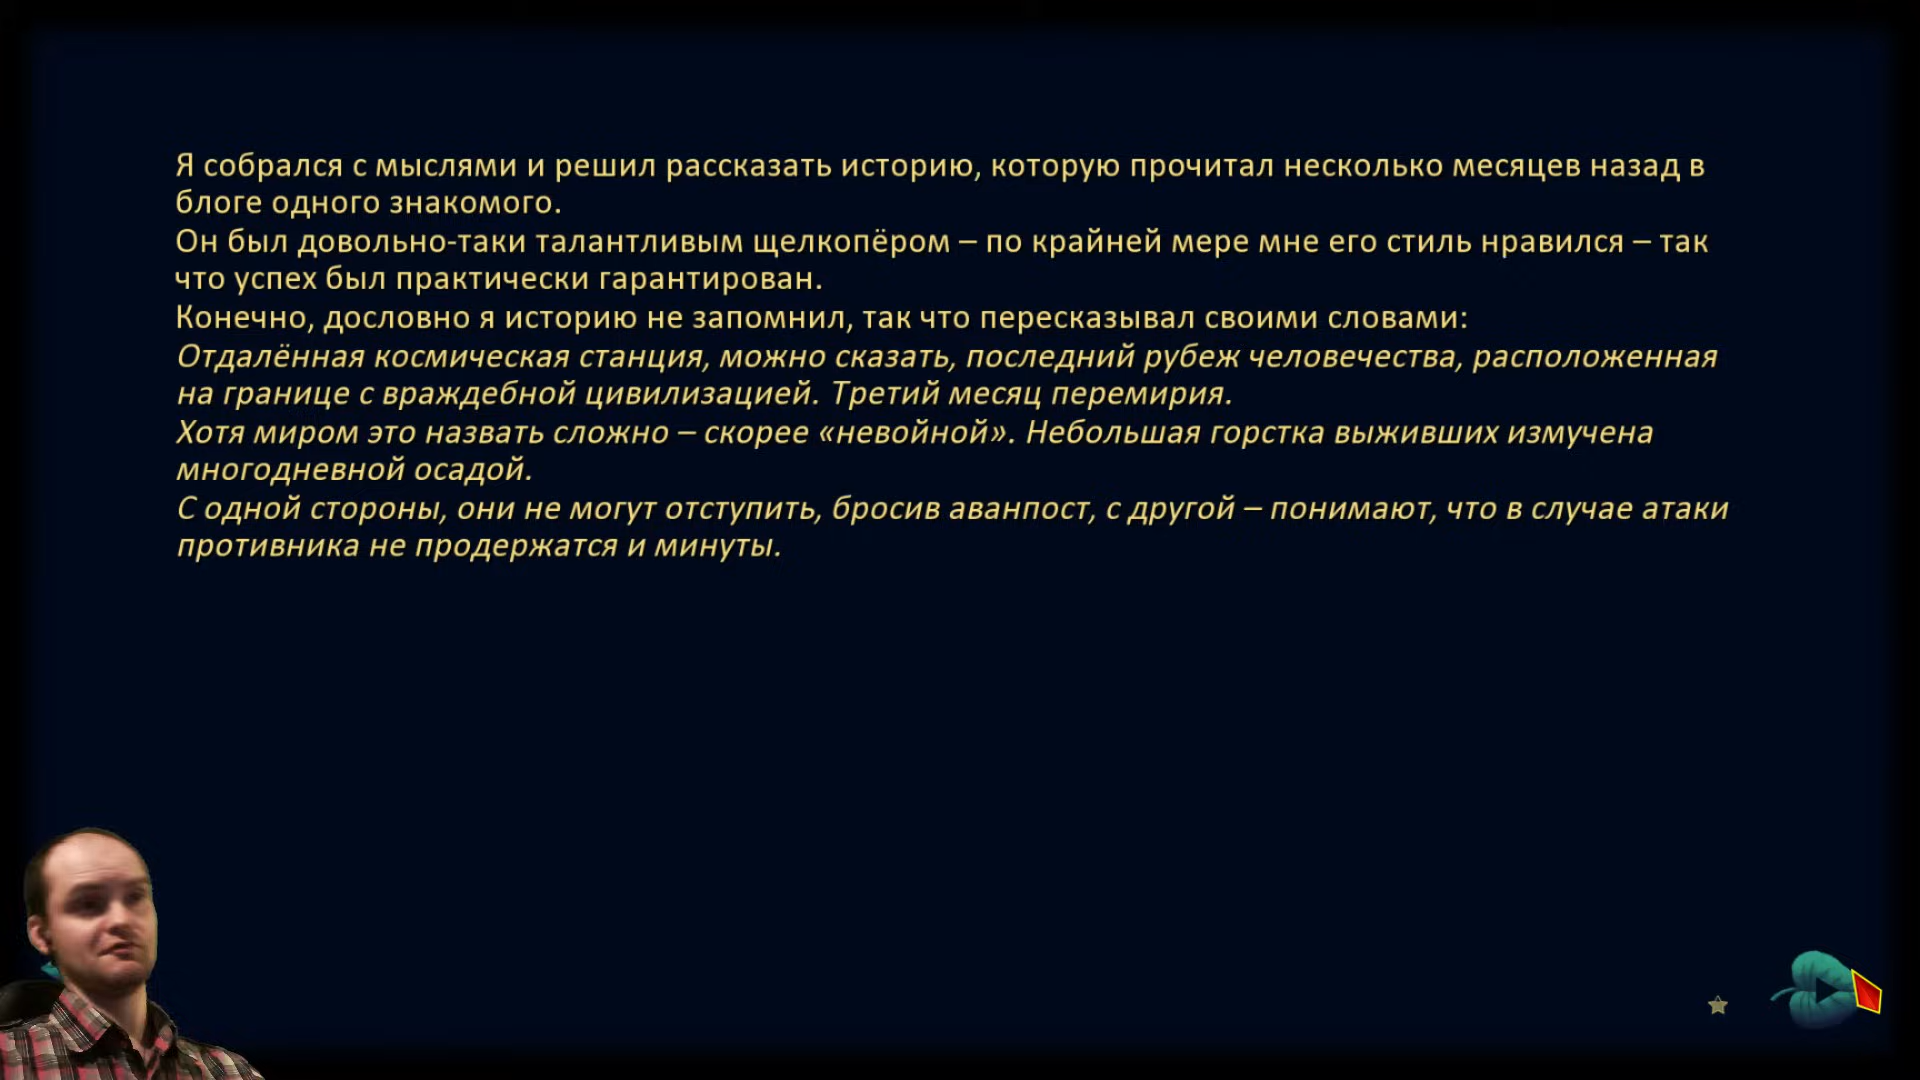 Я собрался с мыслями и решил рассказать историю, которую прочитал несколько месяцев назад в
блоге одного знакомого.
Он был довольно-таки талантливым щелкопёром – по крайней мере мне его стиль нравился – так
что успех был практически гарантирован.
Конечно, дословно я историю не запомнил, так что пересказывал своими словами:
Отдалённая космическая станция, можно сказать, последний рубеж человечества, расположенная
на границе с враждебной цивилизацией. Третий месяц перемирия.
Хотя миром это назвать сложно – скорее «невойной». Небольшая горстка выживших измучена
многодневной осадой.
С одной стороны, они не могут отступить, бросив аванпост, с другой – понимают, что в случае атаки
противника не продержатся и минуты.